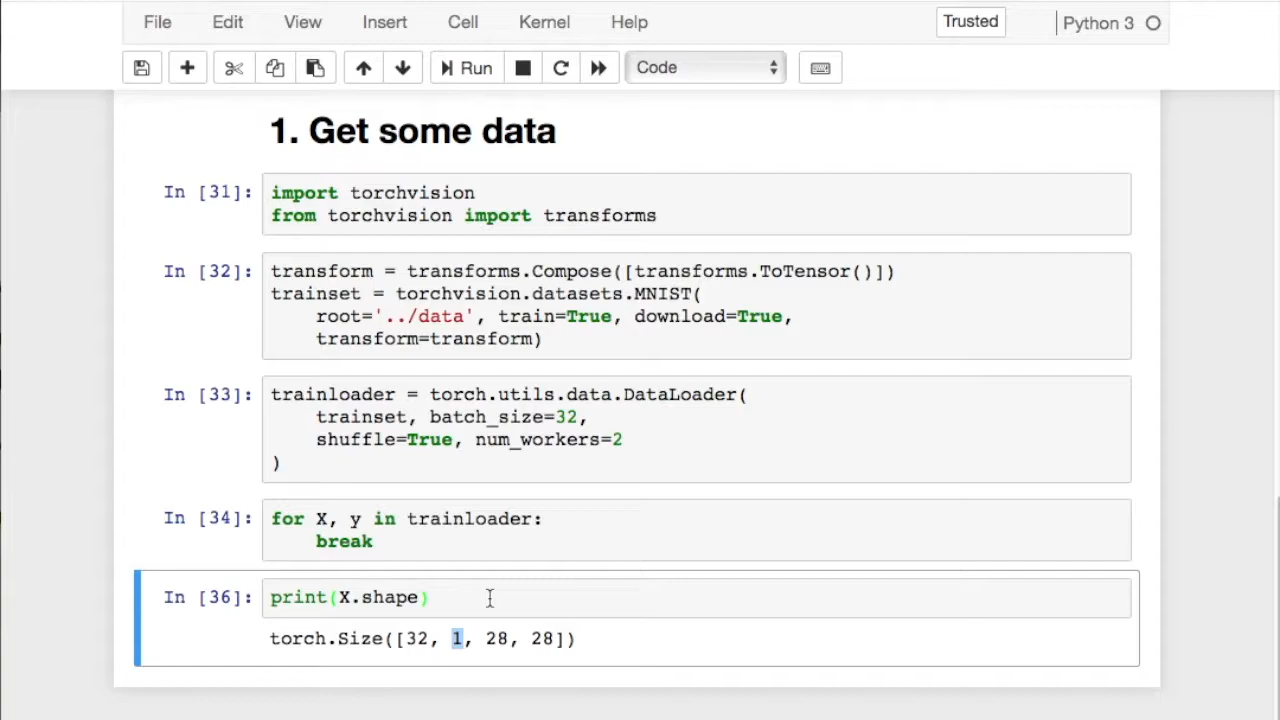 File Edit View Insert Cell Kernel Help Trusted Python 3
Run Code
1. Get some data
In [31]:
import torchvision
from torchvision import transforms
In [32]:
transform = transforms.Compose([transforms.ToTensor()])
trainset = torchvision.datasets.MNIST(
    root='../data', train=True, download=True,
    transform=transform)
In [33]:
trainloader = torch.utils.data.DataLoader(
    trainset, batch_size=32,
    shuffle=True, num_workers=2
)
In [34]:
for X, y in trainloader:
    break
In [36]:
print(X.shape)
torch.Size([32, 1, 28, 28])